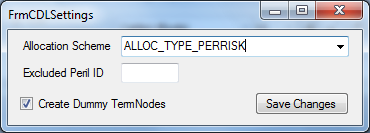 FrmCDLSettings
Allocation Scheme ALLOC_TYPE_PERRISK
Excluded Peril ID
Create Dummy TermNodes Save Changes